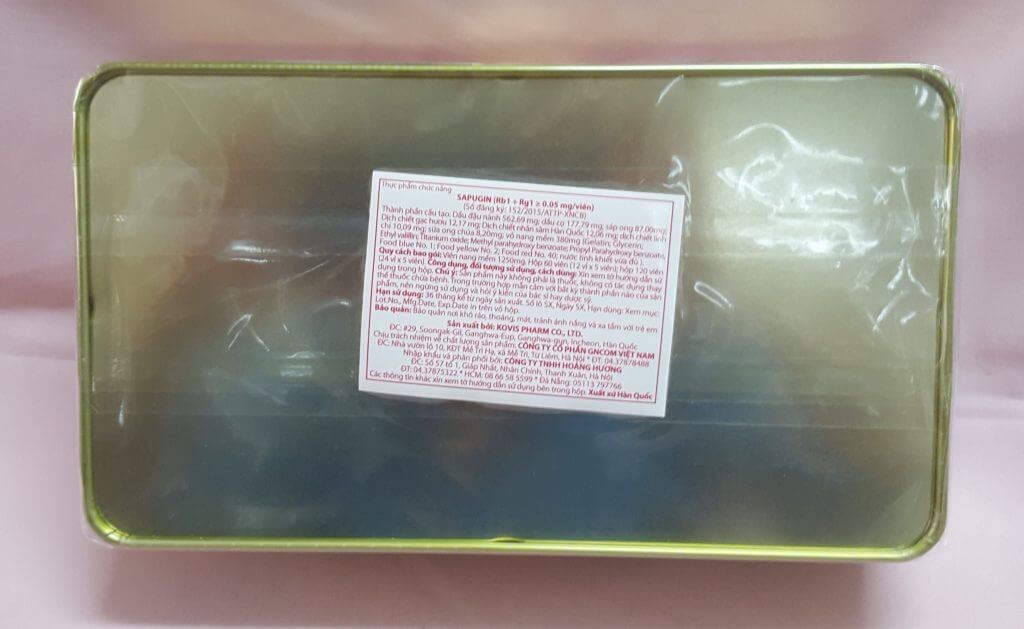 Thực phẩm chức năng
SAPUGIN (Rb1 + Rg1 ≥ 0.05 mg/viên)
(Số đăng ký: 152/2015/ATTP-XNCB)
Thành phần cấu tạo: Dầu đậu nành 562,69 mg; dầu cọ 177,79 mg; sáp ong 87.00mg;
Dịch chiết gạc hươu 12,17 mg; Dịch chiết nhân sâm Hàn Quốc 12,06 mg; dịch chiết linh
chi 10,09 mg; sữa ong chúa 8,20mg; vỏ nang mềm 380mg (Gelatin; Glycerin;
Ethyl valillin; Titanium oxide; Methyl parahydroxy benzoate; Propyl Parahydroxy benzoate,
Food blue No. 1; Food yellow No. 2; Food red No. 40; nước tinh khiết vừa đủ ).
Quy cách bao gói: Viên nang mềm 1250mg. Hộp 60 viên (12 vỉ x 5 viên); hộp 120 viên
(24 vỉ x 5 viên). Công dụng, đối tượng sử dụng, cách dùng: Xin xem tờ hướng dẫn sử
dụng trong hộp. Chú ý: Sản phẩm này không phải là thuốc, không có tác dụng thay
thế thuốc chữa bệnh. Trong trường hợp mẫn cảm với bất kỳ thành phần nào của sản
phẩm, nên ngừng sử dụng và hỏi ý kiến của bác sĩ hay dược sỹ.
Hạn sử dụng: 36 tháng kể từ ngày sản xuất. Số lô SX, Ngày SX, Hạn dùng: Xem mục:
Lot.No., Mfg.Date, Exp.Date in trên vỏ hộp.
Bảo quản: Bảo quản nơi khô ráo, thoáng, mát, tránh ánh nắng và xa tầm với trẻ em
Sản xuất bởi: KOVIS PHARM CO., LTD.
ĐC: #29, Soongak-Gil, Ganghwa-Eup, Ganghwa-gyn, Incheon, Hàn Quốc
Chịu trách nhiệm về chất lượng sản phẩm: CÔNG TY CỔ PHẦN GNCOM VIỆT NAM
ĐC: Nhà vườn lô 10, KĐT Mễ Trì Hạ, xã Mễ Trì, Từ Liêm, Hà Nội * ĐT: 04.37878488
Nhập khẩu và phân phối bởi: CÔNG TY TNHH HOÀNG HƯƠNG
ĐC: Số 57 tổ 1, Giáp Nhất, Nhân Chính, Thanh Xuân, Hà Nội
ĐT: 04.37875322 * HCM: 08 66 58 5599 * Đà Nẵng: 05113 797766
Các thông tin khác xin xem tờ hướng dẫn sử dụng bên trong hộp. Xuất xứ Hàn Quốc